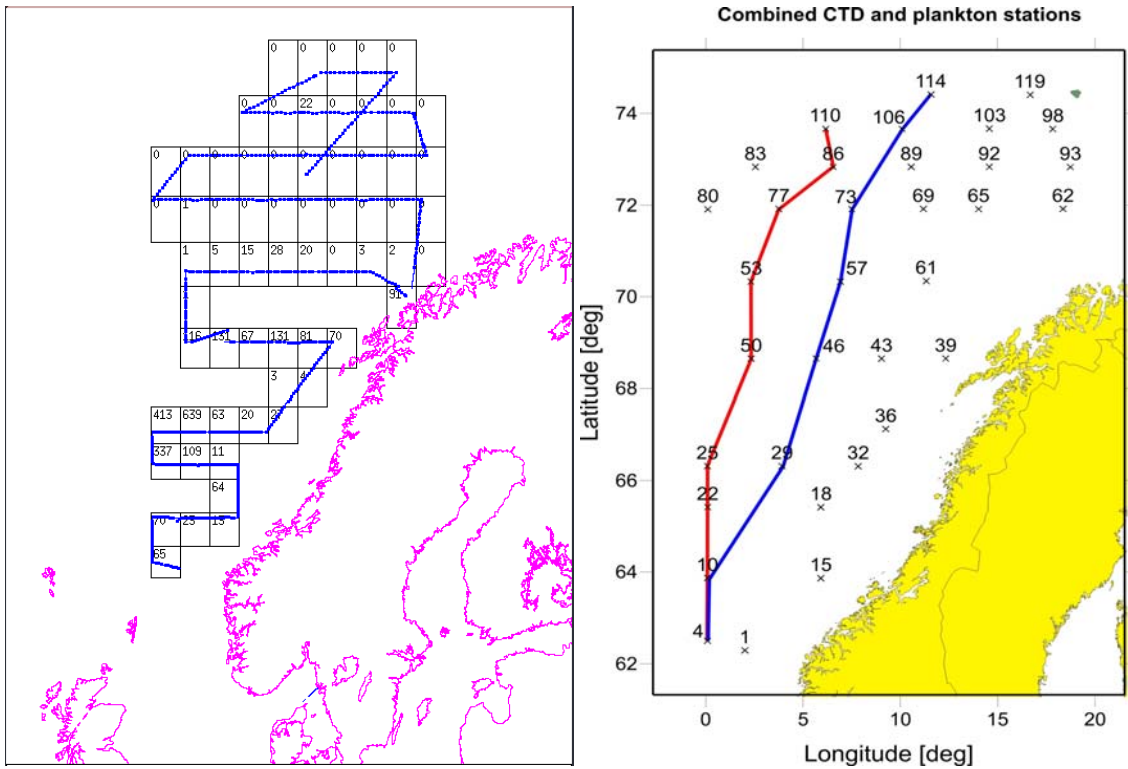 0 0 0 0 0
0 0 22 0 0 0 0
0 0 0 0 0 0 0 0 0 0
0 1 0 0 0 0 0 0 0 0
1 5 15 28 20 0 3 2 0
91
16 131 67 131 81 70
3 4
413 639 63 20
337 109 11
64
70 23 13
65
Combined CTD and plankton stations
114 119
74
110 106 103 98
83 86 89 92 93
80 77 73 69 65 62
72
53 57 61
70
50 46 43 39
68
36
25 29 32
66
22 18
10 15
64
4 1
62
Latitude [deg]
0 5 10 15 20
Longitude [deg]